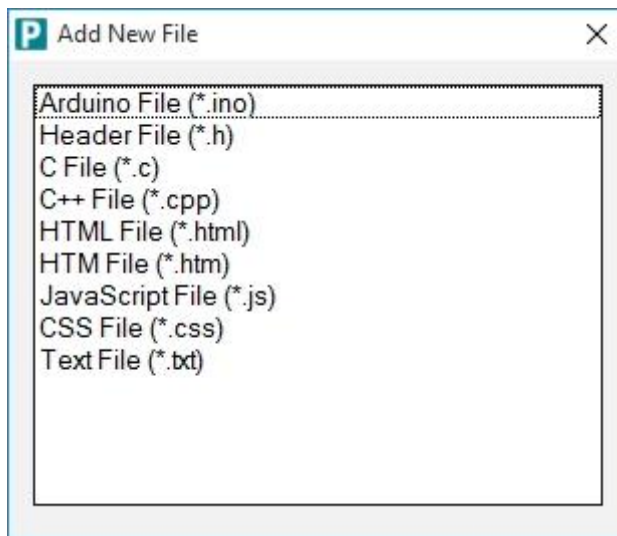 P Add New File
Arduino File (*.ino)
Header File (*.h)
C File (*.c)
C++ File (*.cpp)
HTML File (*.html)
HTM File (*.htm)
JavaScript File (*.js)
CSS File (*.css)
Text File (*.txt)